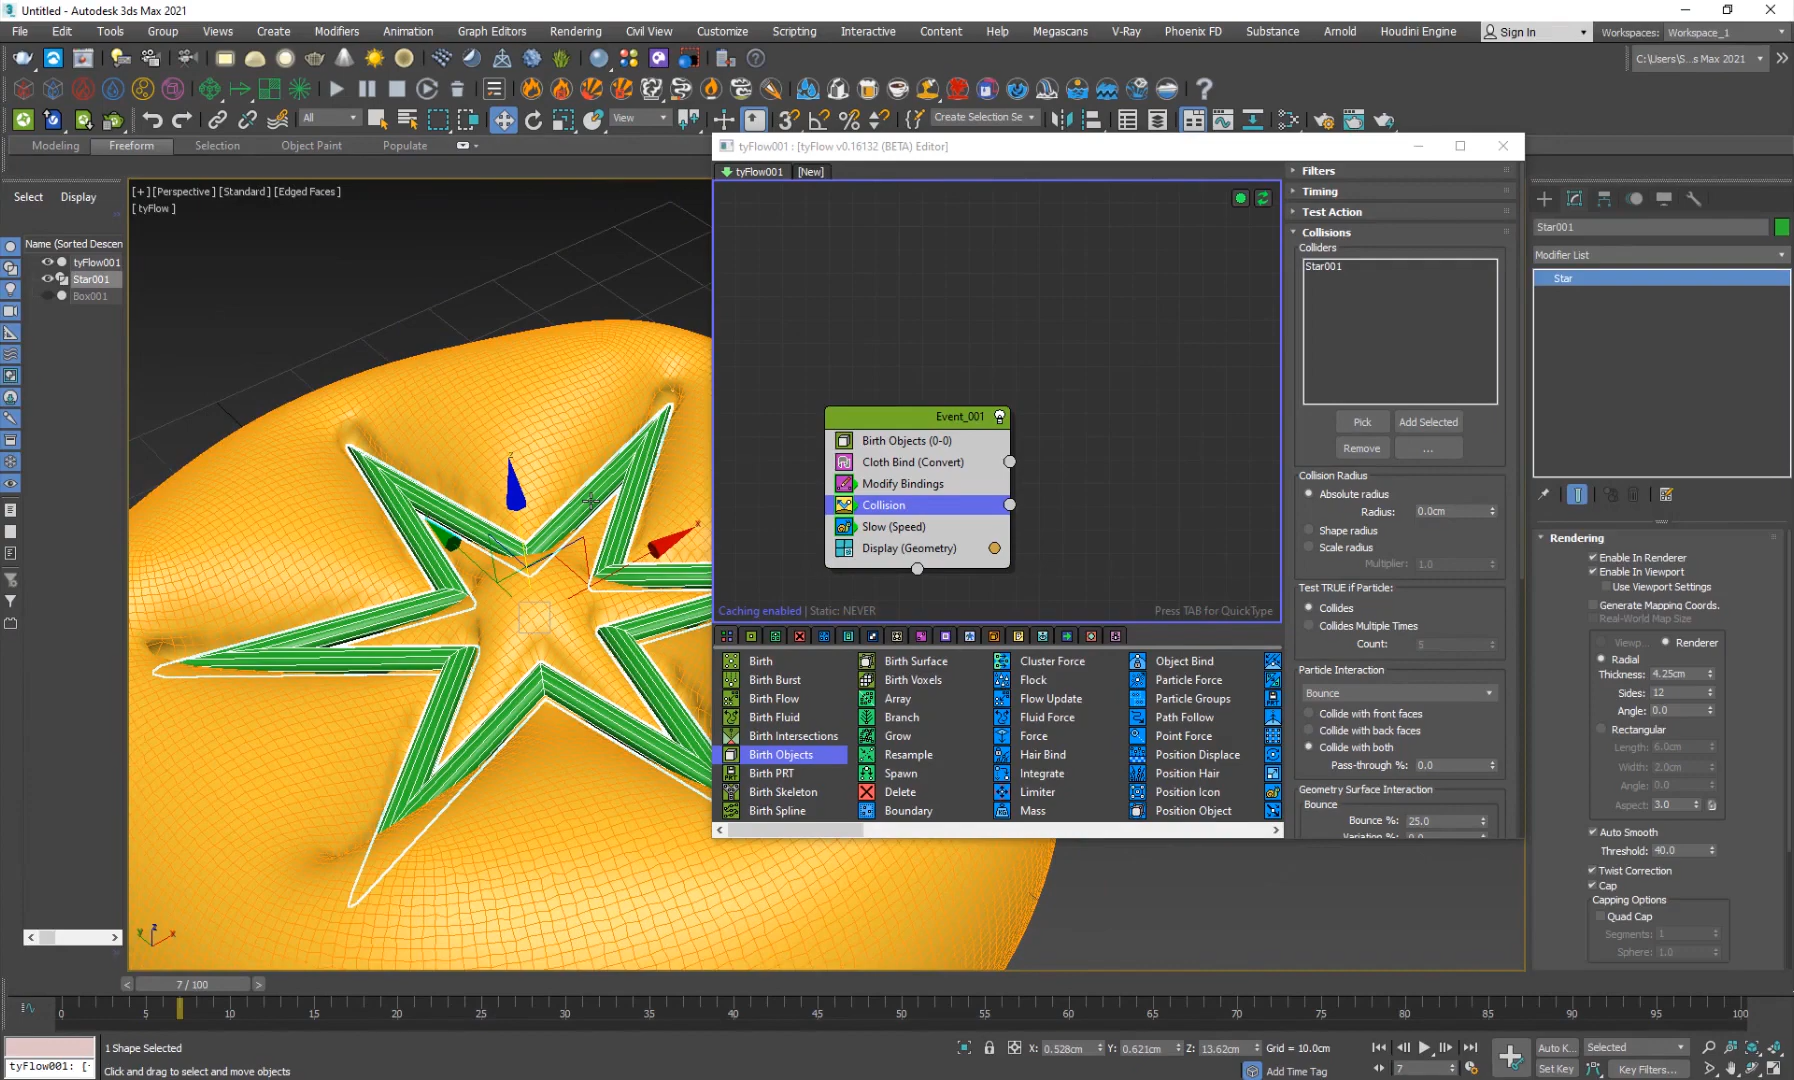 Untitled - Autodesk 3ds Max 2021
File Edit Tools Group Views Create Modifiers Animation Graph Editors Rendering Civil View Customize Scripting Interactive Content Help Megascans V-Ray Phoenix FD Substance Arnold Houdini Engine Sign In Workspaces: Workspace_1
C:\Users\S...s Max 2021
All View Create Selection Se
Modeling Freeform Selection Object Paint Populate
tyFlow001 : [tyFlow v0.16132 (BETA) Editor]
tyFlow001 [New]
Select Display
[+] [Perspective] [Standard] [Edged Faces]
[ tyFlow ]
Name (Sorted Descen
tyFlow001
Star001
Box001
Event_001
Birth Objects (0-0)
Cloth Bind (Convert)
Modify Bindings
Collision
Slow (Speed)
Display (Geometry)
Caching enabled | Static: NEVER Press TAB for QuickType
Birth Birth Surface Cluster Force Object Bind
Birth Burst Birth Voxels Flock Particle Force
Birth Flow Array Flow Update Particle Groups
Birth Fluid Branch Fluid Force Path Follow
Birth Intersections Grow Force Point Force
Birth Objects Resample Hair Bind Position Displace
Birth PRT Spawn Integrate Position Hair
Birth Skeleton Delete Limiter Position Icon
Birth Spline Boundary Mass Position Object
Filters
Timing
Test Action
Collisions
Colliders
Star001
Pick Add Selected
Remove ...
Collision Radius
Absolute radius
Radius: 0.0cm
Shape radius
Scale radius
Multiplier: 1.0
Test TRUE if Particle:
Collides
Collides Multiple Times
Count: 5
Particle Interaction
Bounce
Collide with front faces
Collide with back faces
Collide with both
Pass-through %: 0.0
Geometry Surface Interaction
Bounce
Bounce %: 25.0
Variation %: 0.0
Star001
Modifier List
Star
Rendering
Enable In Renderer
Enable In Viewport
Use Viewport Settings
Generate Mapping Coords.
Real-World Map Size
Viewp... Renderer
Radial
Thickness: 4.25cm
Sides: 12
Angle: 0.0
Rectangular
Length: 6.0cm
Width: 2.0cm
Angle: 0.0
Aspect: 3.0
Auto Smooth
Threshold: 40.0
Twist Correction
Cap
Capping Options
Quad Cap
Segments: 1
Sphere: 1.0
z x y
x z y
< 7 / 100 >
0 5 10 15 20 25 30 35 40 45 50 55 60 65 70 75 80 85 90 95 100
1 Shape Selected X: 0.528cm Y: 0.621cm Z: 13.62cm Grid = 10.0cm Auto K... Selected
tyFlow001: [- Click and drag to select and move objects Add Time Tag 7 Set Key Key Filters...